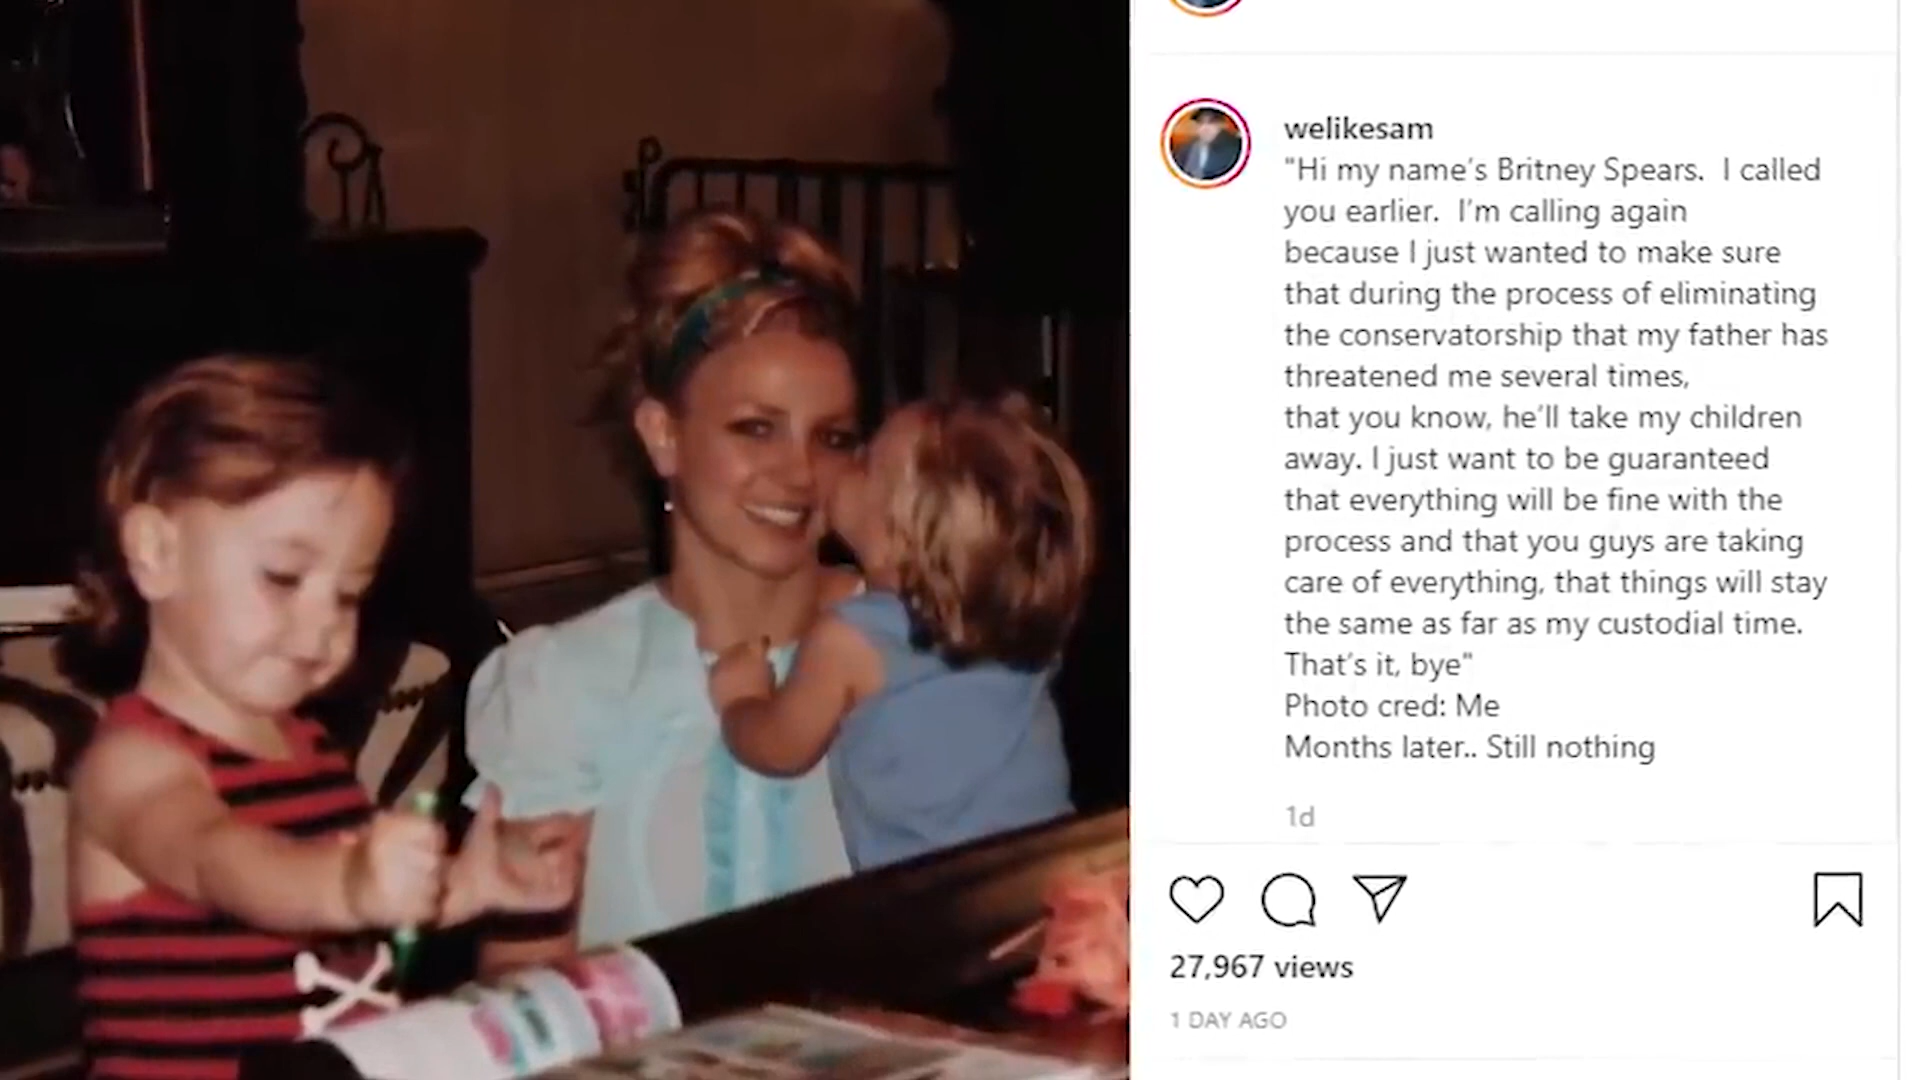 welikesam
"Hi my name's Britney Spears.  I called
you earlier.  I'm calling again
because I just wanted to make sure
that during the process of eliminating
the conservatorship that my father has
threatened me several times,
that you know, he'll take my children
away. I just want to be guaranteed
that everything will be fine with the
process and that you guys are taking
care of everything, that things will stay
the same as far as my custodial time.
That's it, bye"
Photo cred: Me
Months later.. Still nothing
1d
27,967 views
1 DAY AGO